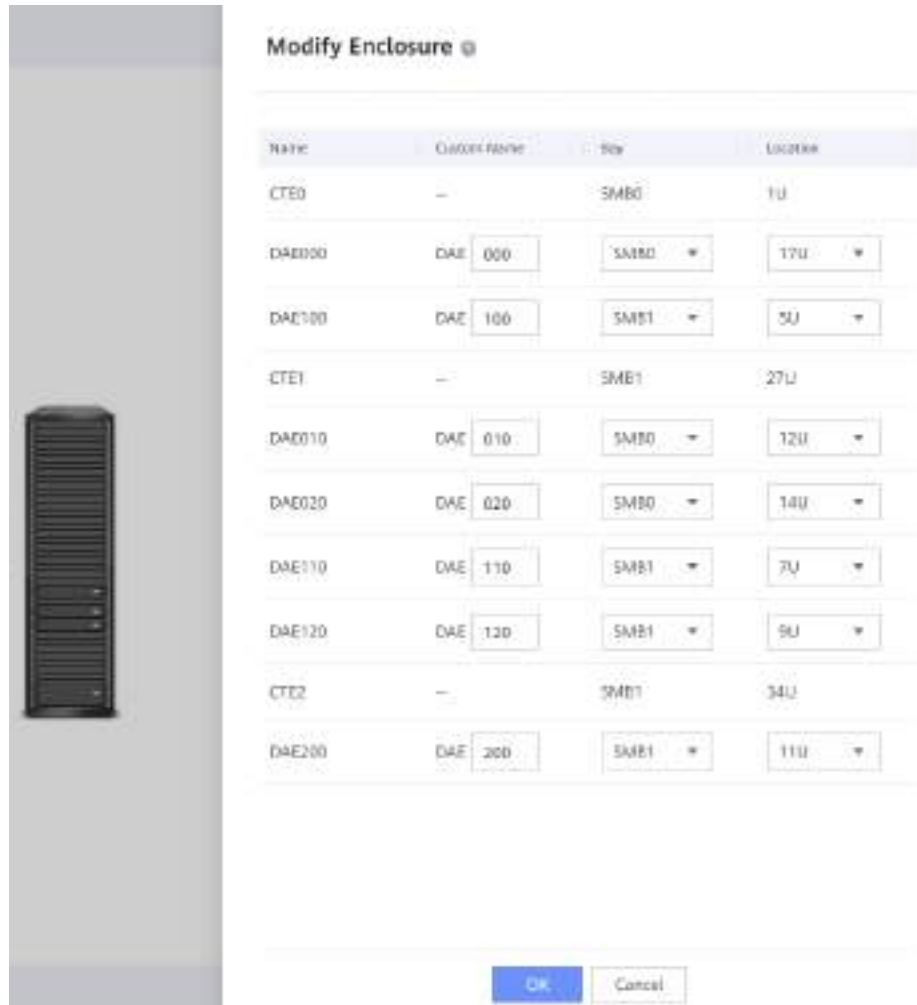 Modify Enclosure
Name Custom Name Bay Location
CTE0 -- SMB0 1U
DAE000 DAE 000 SMB0 17U
DAE100 DAE 100 SMB1 5U
CTE1 -- SMB1 27U
DAE010 DAE 010 SMB0 12U
DAE020 DAE 020 SMB0 14U
DAE110 DAE 110 SMB1 7U
DAE120 DAE 120 SMB1 9U
CTE2 -- SMB1 34U
DAE200 DAE 200 SMB1 11U
OK Cancel